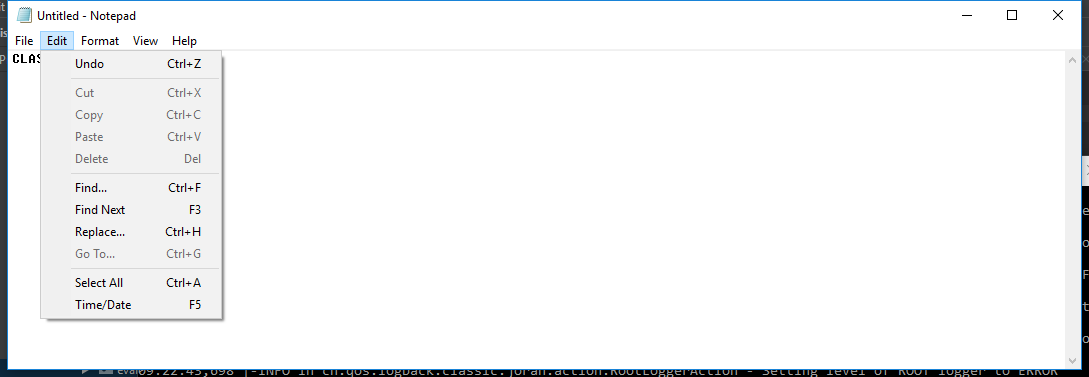 Untitled - Notepad
File Edit Format View Help
CLAS
Undo Ctrl+Z
Cut Ctrl+X
Copy Ctrl+C
Paste Ctrl+V
Delete Del
Find... Ctrl+F
Find Next F3
Replace... Ctrl+H
Go To... Ctrl+G
Select All Ctrl+A
Time/Date F5
eval 09:22:43,698 |-INFO in ch.qos.logback.classic.joran.action.RootLoggerAction - Setting level of ROOT logger to ERROR